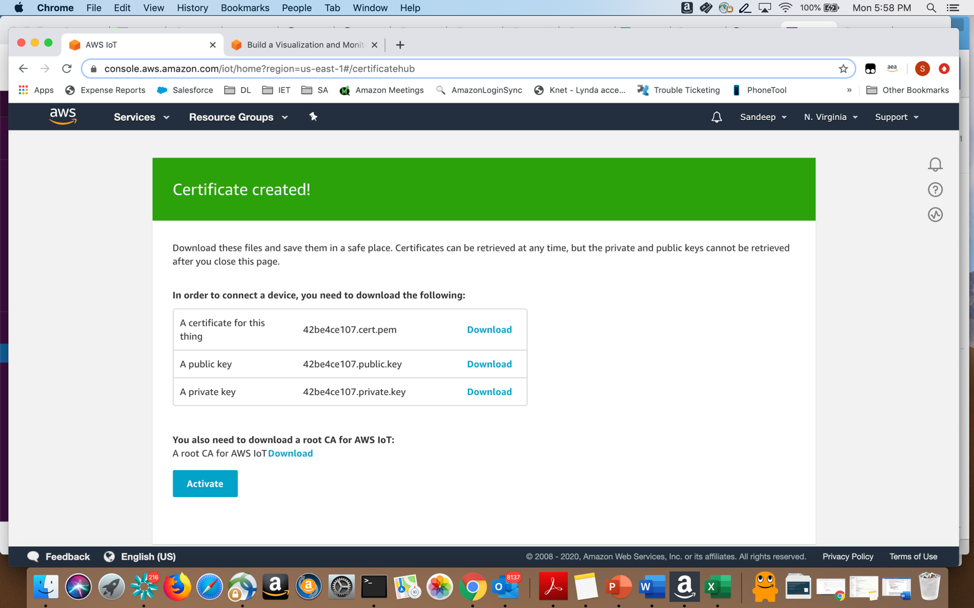 Chrome File Edit View History Bookmarks People Tab Window Help 100% Mon 5:58 PM
AWS IoT
Build a Visualization and Monit
console.aws.amazon.com/iot/home?region=us-east-1#/certificatehub
aea
S
Apps Expense Reports Salesforce DL IET SA Amazon Meetings AmazonLoginSync Knet - Lynda acce... Trouble Ticketing PhoneTool » Other Bookmarks
aws Services Resource Groups Sandeep N. Virginia Support
Certificate created!
Download these files and save them in a safe place. Certificates can be retrieved at any time, but the private and public keys cannot be retrieved
after you close this page.
In order to connect a device, you need to download the following:
A certificate for this
thing
42be4ce107.cert.pem Download
A public key 42be4ce107.public.key Download
A private key 42be4ce107.private.key Download
You also need to download a root CA for AWS IoT:
A root CA for AWS IoT Download
Activate
Feedback English (US) © 2008 - 2020, Amazon Web Services, Inc. or its affiliates. All rights reserved. Privacy Policy Terms of Use
216
8137